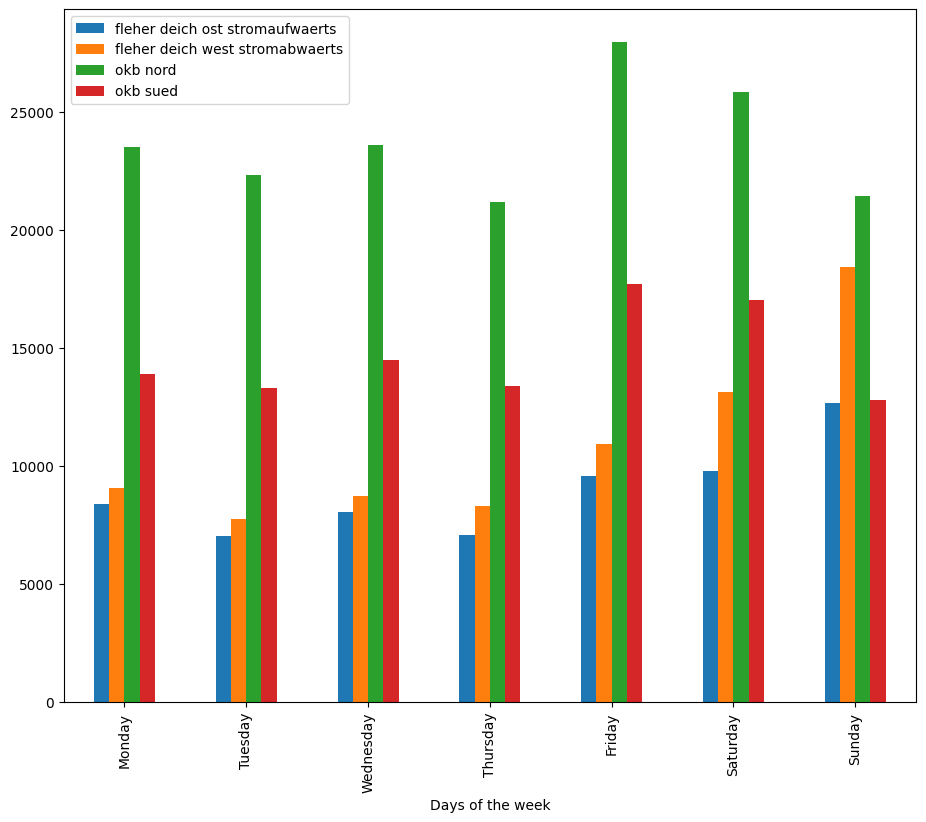 fleher deich ost stromaufwaerts
fleher deich west stromabwaerts
okb nord
okb sued
25000
20000
15000
10000
5000
0
Monday
Tuesday
Wednesday
Thursday
Friday
Saturday
Sunday
Days of the week